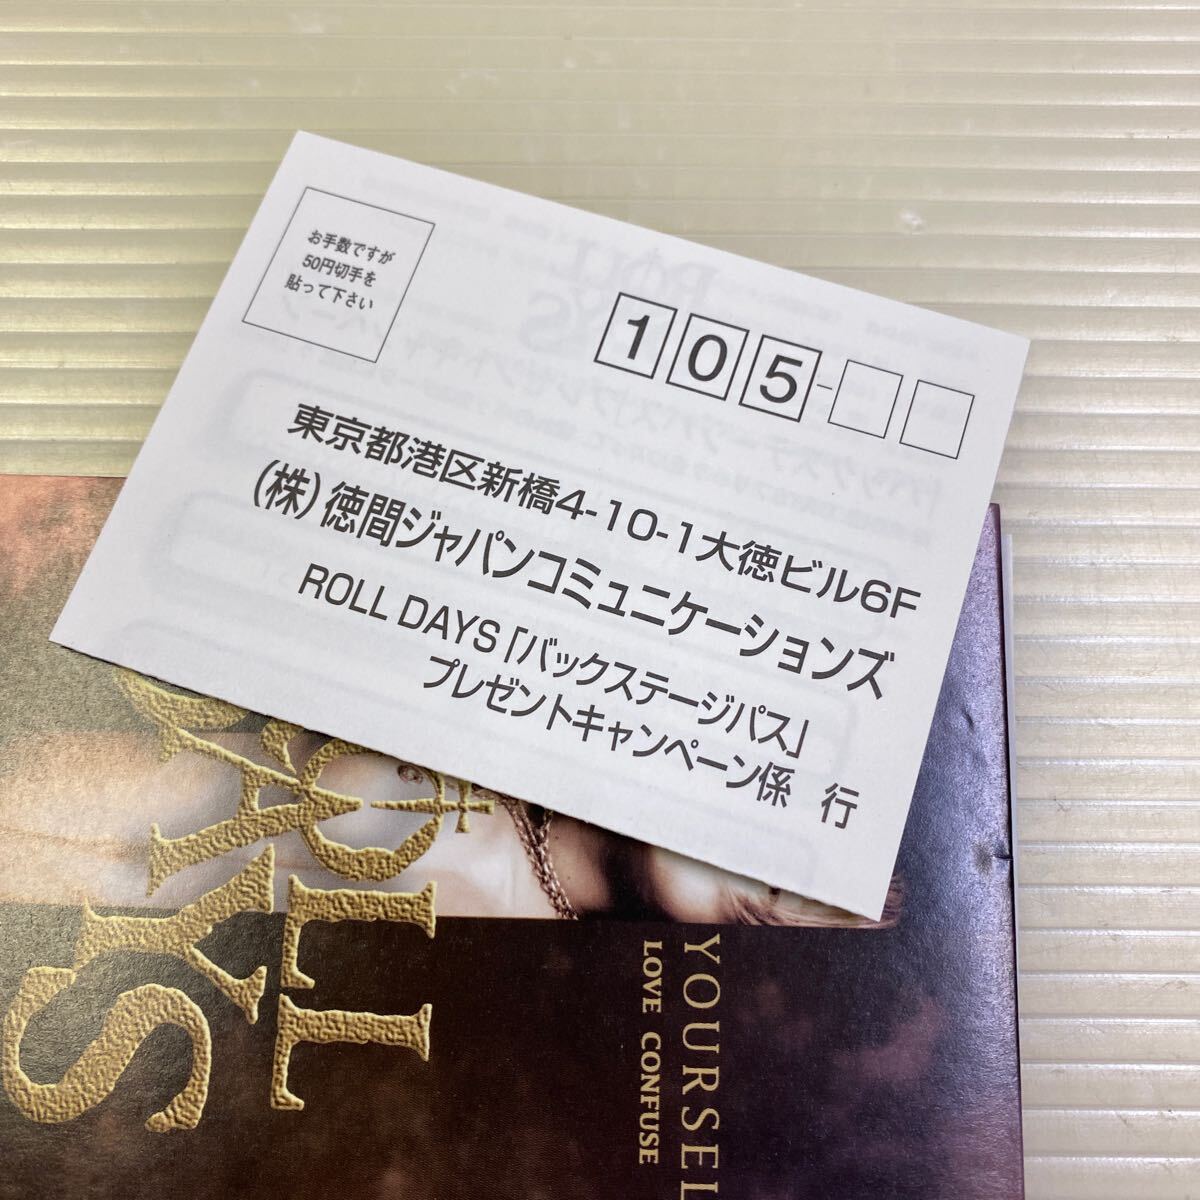 お手数ですが
50円切手を
貼って下さい
105-
東京都港区新橋4-10-1大徳ビル6F
(株)徳間ジャパンコミュニケーションズ
ROLL DAYS「バックステージパス」
プレゼントキャンペーン係 行
ROLL
DAYS
YOURSEL
LOVE CONFUSE